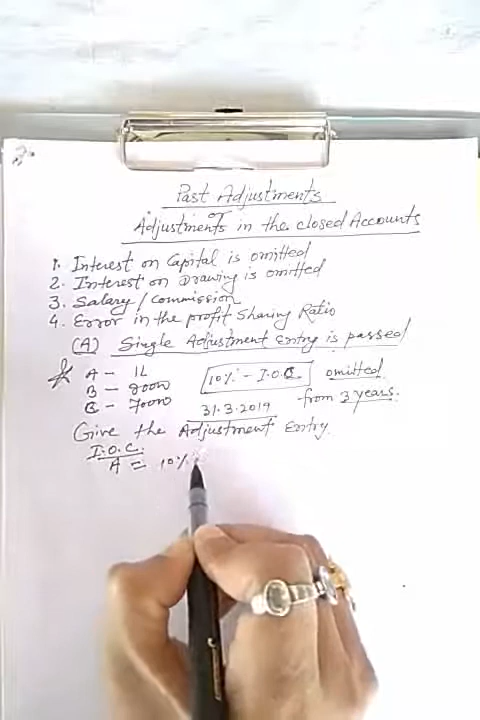 Past Adjustments
or
Adjustments in the closed Accounts
1. Interest on Capital is omitted
2. Interest on Drawing is omitted
3. Salary / Commission
4. Error in the profit Sharing Ratio
(A) Single Adjustment Entry is passed
A - 1L 10% - I.O.C. omitted
B - from 3 years.
C - 70000 31.3.2019
Give the Adjustment Entry.
I.O.C.
A = 10%